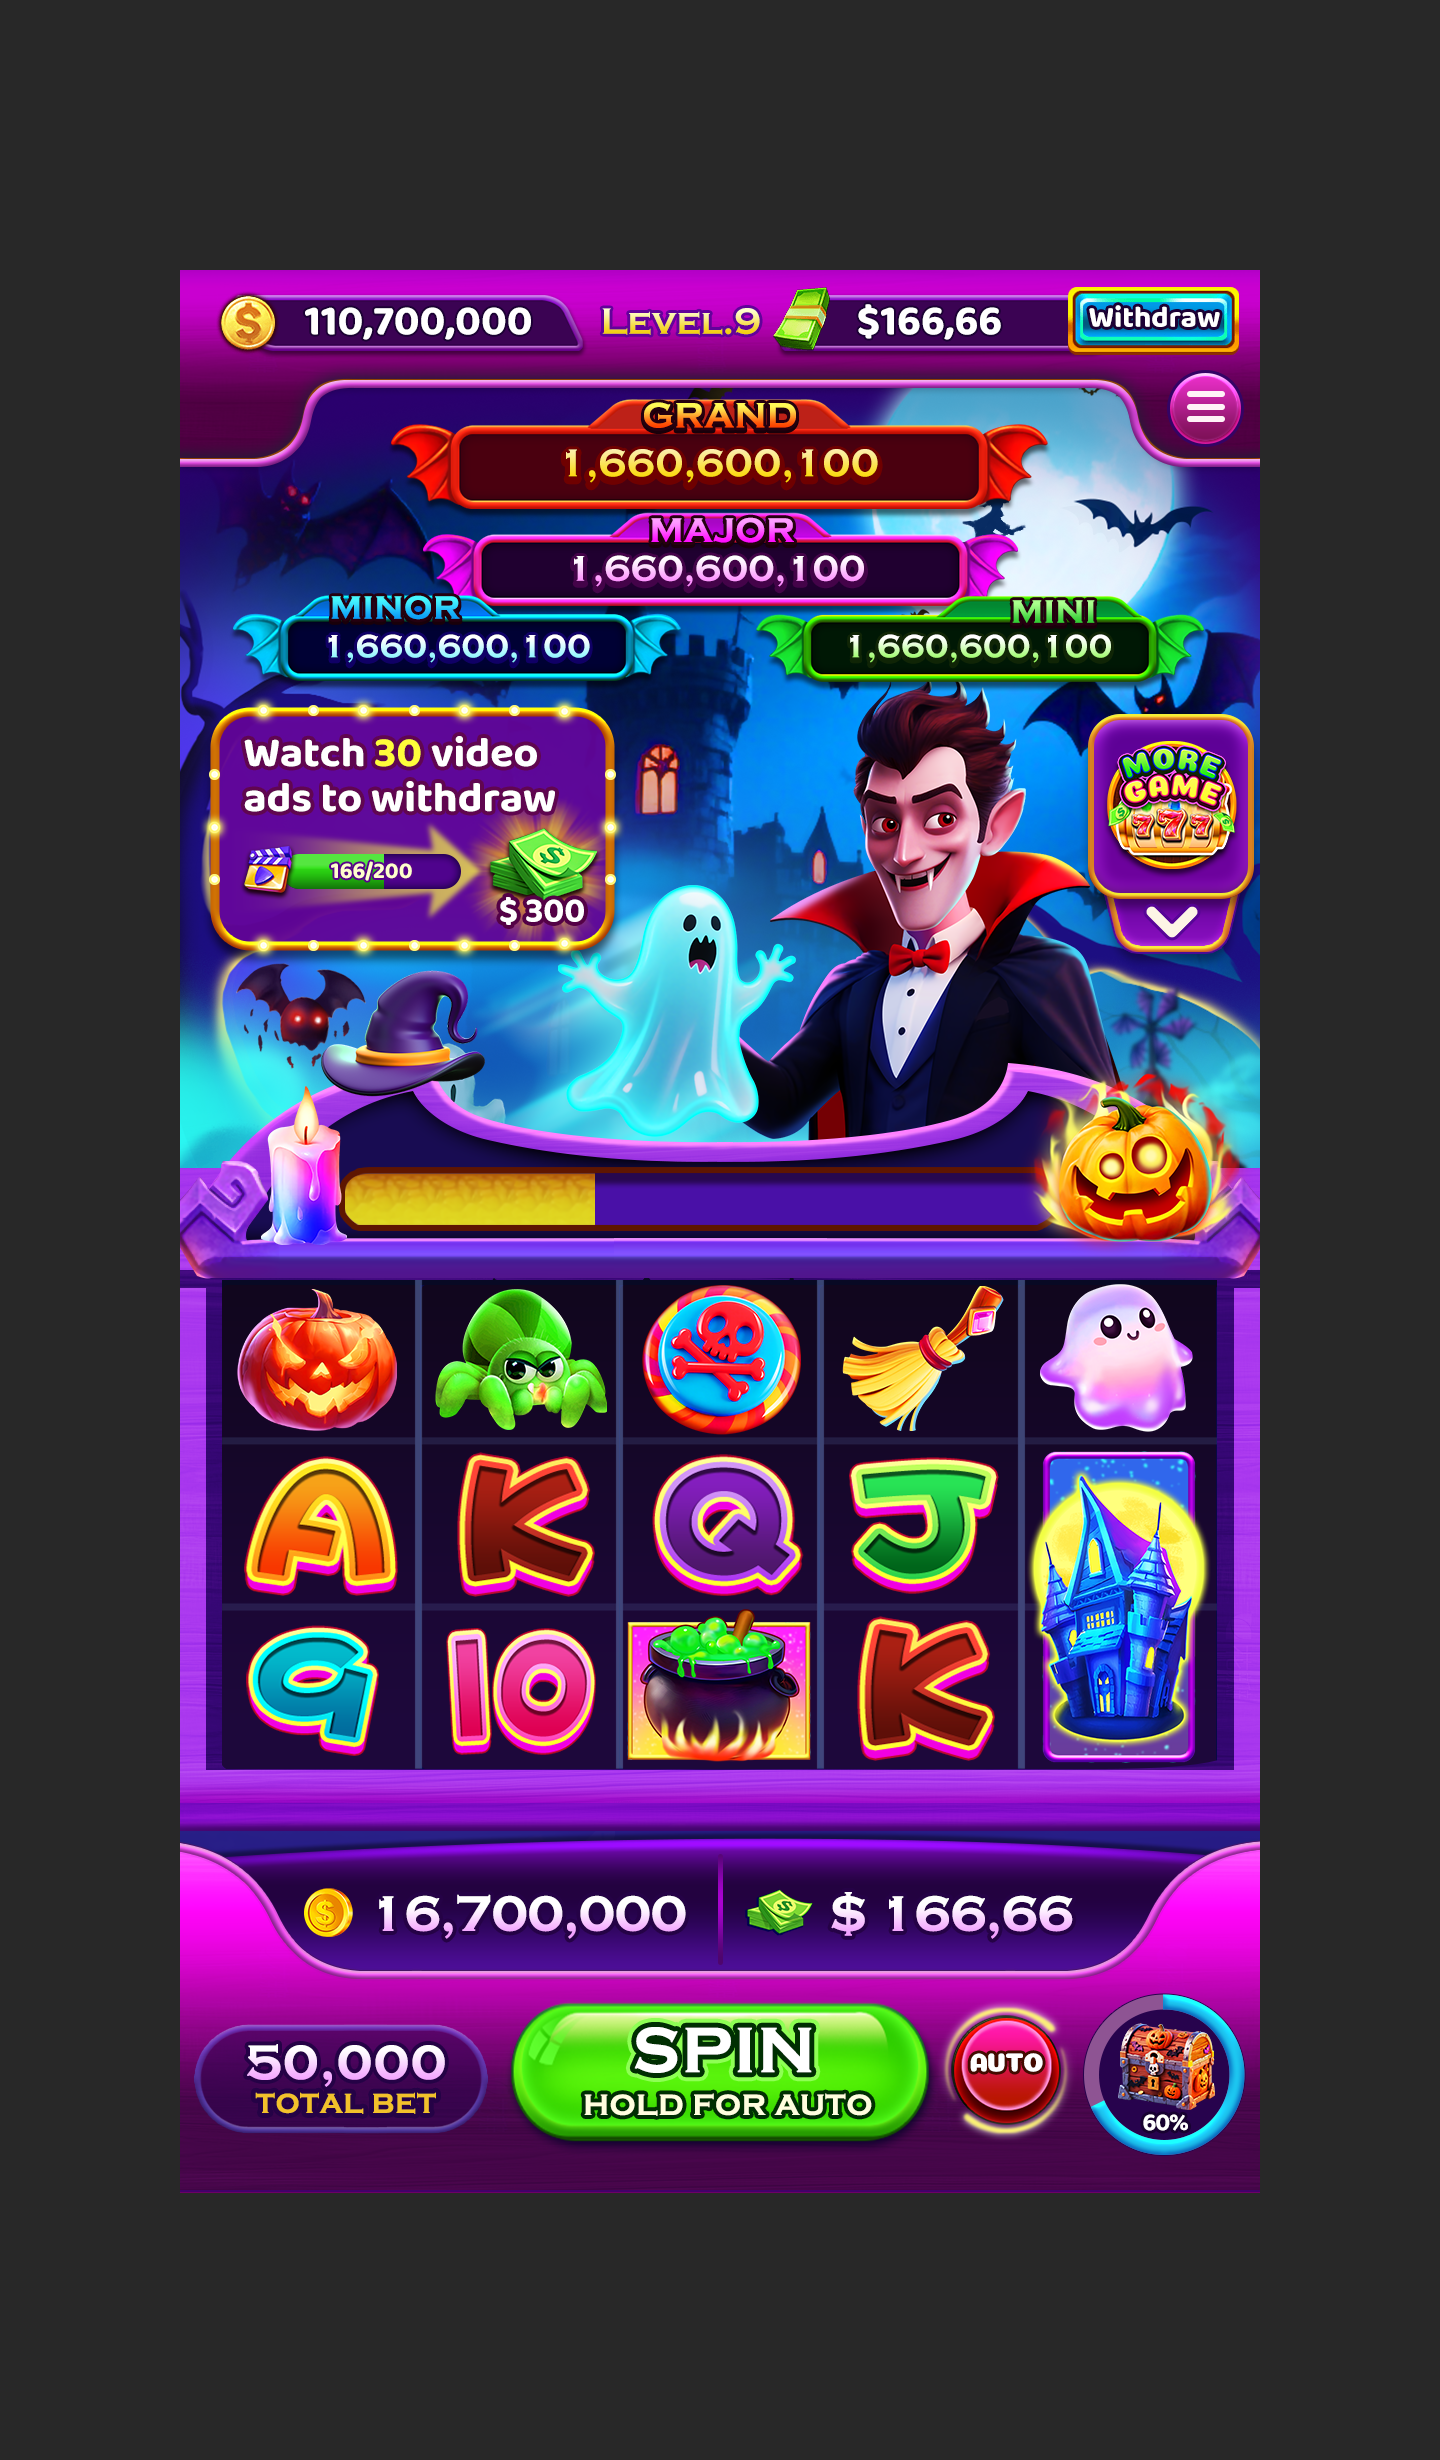 110,700,000
LEVEL.9
$166,66
Withdraw
GRAND
1,660,600,100
MAJOR
1,660,600,100
MINOR
1,660,600,100
MINI
1,660,600,100
Watch 30 video
ads to withdraw
166/200
$300
MORE
GAME
777
A
K
Q
J
9
10
K
16,700,000
$ 166,66
50,000
TOTAL BET
SPIN
HOLD FOR AUTO
AUTO
60%